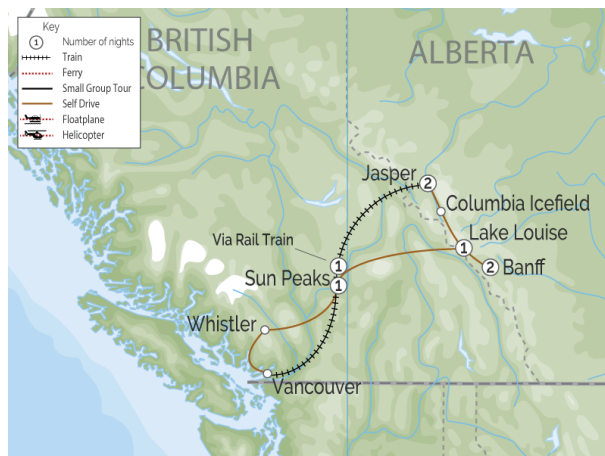 Key
1 Number of nights
Train
Ferry
Small Group Tour
Self Drive
Floatplane
Helicopter
BRITISH
COLUMBIA
ALBERTA
Jasper 2
Columbia Icefield
Lake Louise
1
2 Banff
Via Rail Train
1
Sun Peaks 1
Whistler
Vancouver